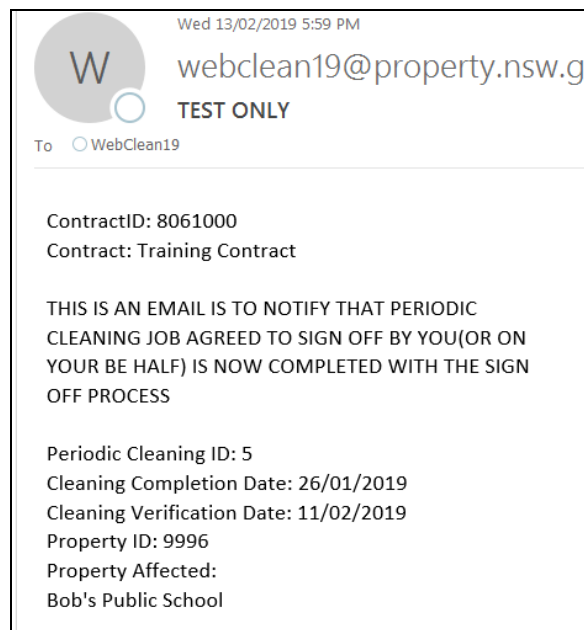 Wed 13/02/2019 5:59 PM
W
webclean19@property.nsw.g
TEST ONLY
To WebClean19
ContractID: 8061000
Contract: Training Contract
THIS IS AN EMAIL IS TO NOTIFY THAT PERIODIC
CLEANING JOB AGREED TO SIGN OFF BY YOU(OR ON
YOUR BE HALF) IS NOW COMPLETED WITH THE SIGN
OFF PROCESS
Periodic Cleaning ID: 5
Cleaning Completion Date: 26/01/2019
Cleaning Verification Date: 11/02/2019
Property ID: 9996
Property Affected:
Bob's Public School